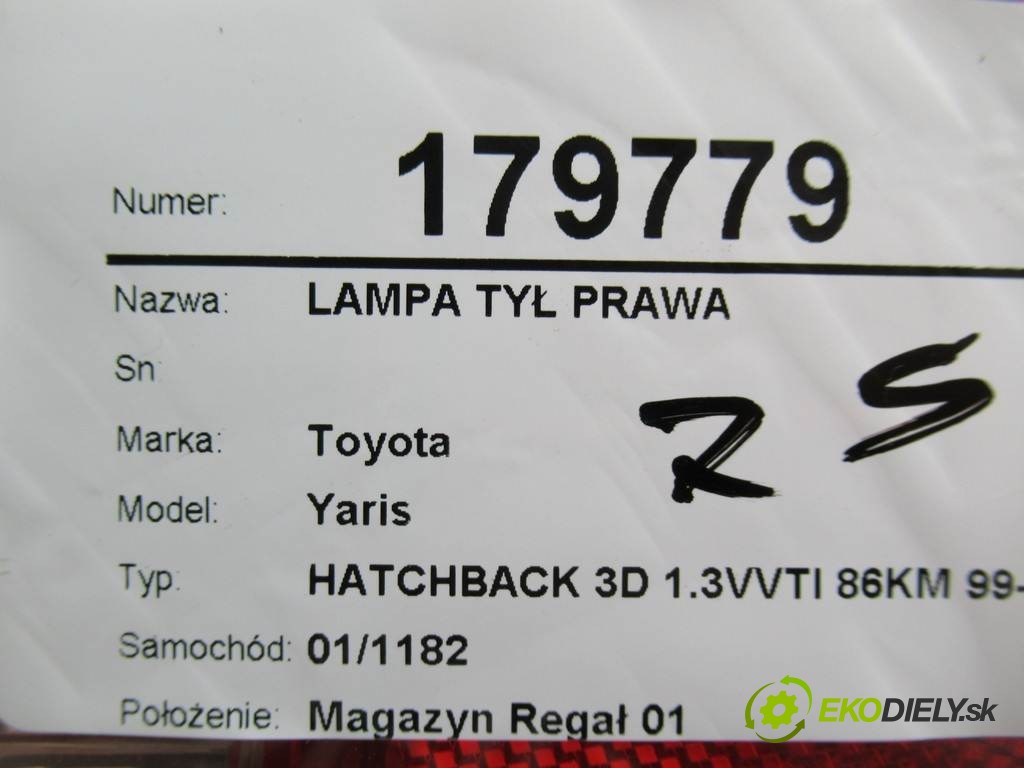 Numer: 179779
Nazwa: LAMPA TYŁ PRAWA
Sn
Marka: Toyota
Model: Yaris
Typ: HATCHBACK 3D 1.3VVTI 86KM 99-
Samochód: 01/1182
Położenie: Magazyn Regał 01
EKODIELY.sk